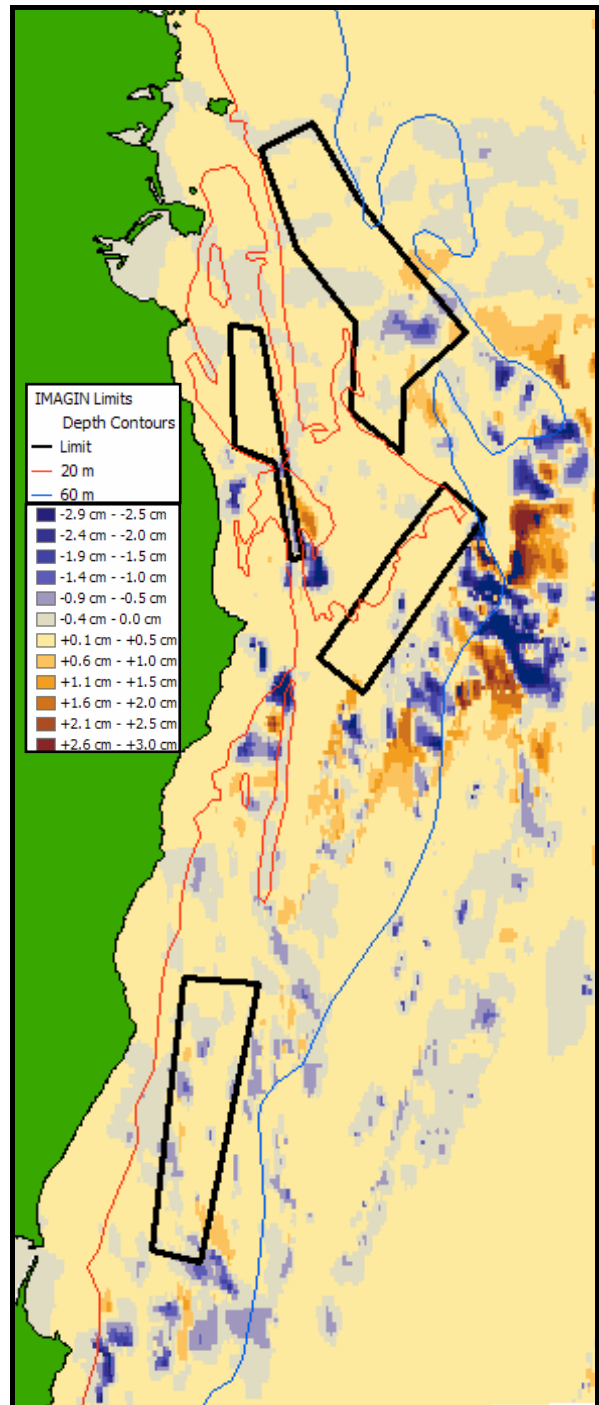 IMAGIN Limits
Depth Contours
Limit
20 m
60 m
-2.9 cm - -2.5 cm
-2.4 cm - -2.0 cm
-1.9 cm - -1.5 cm
-1.4 cm - -1.0 cm
-0.9 cm - -0.5 cm
-0.4 cm - 0.0 cm
+0.1 cm - +0.5 cm
+0.6 cm - +1.0 cm
+1.1 cm - +1.5 cm
+1.6 cm - +2.0 cm
+2.1 cm - +2.5 cm
+2.6 cm - +3.0 cm